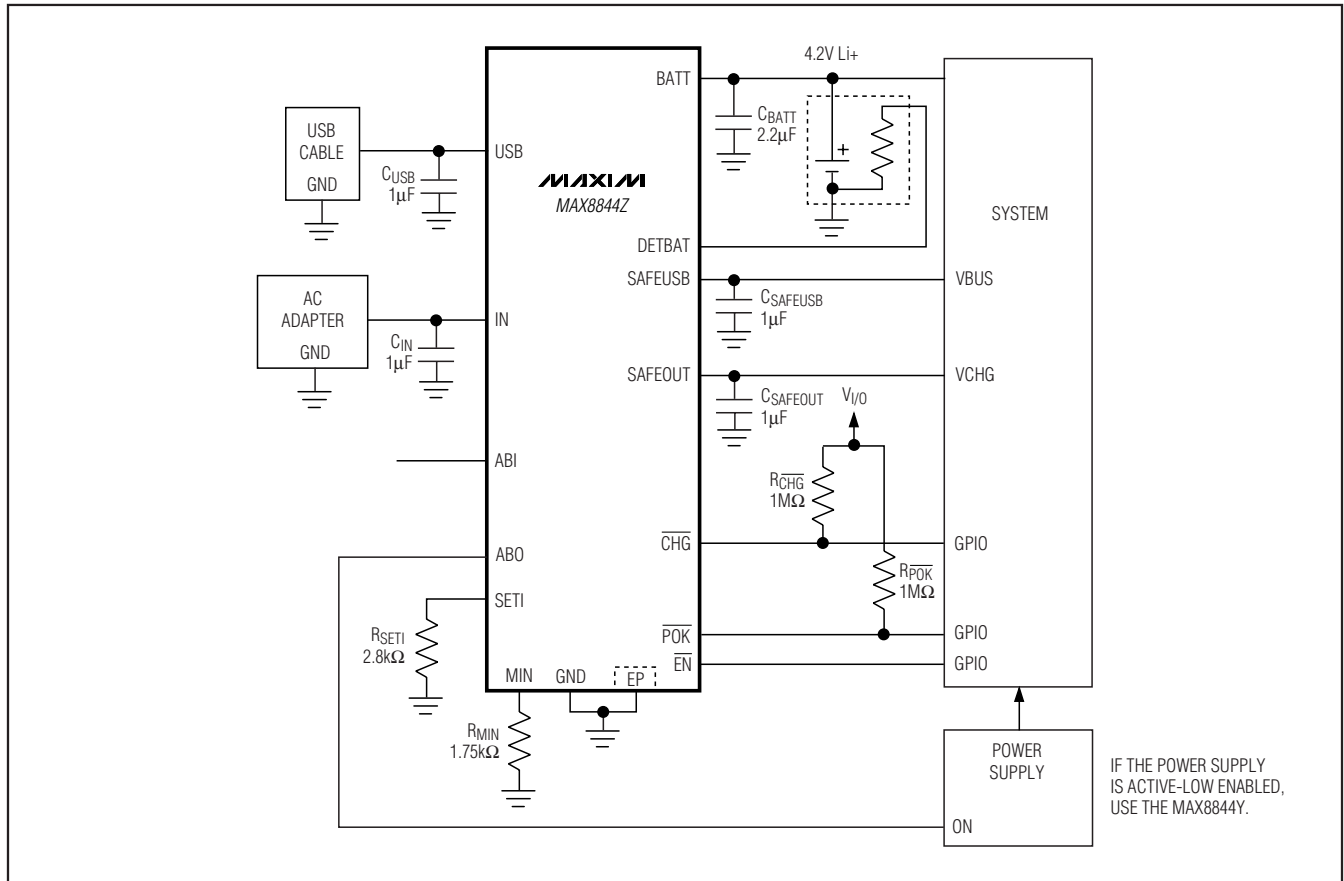 4.2V Li+
BATT
USB
CABLE
GND
CUSB
1µF
USB
MAXIM
MAX8844Z
CBATT
2.2µF
+
SYSTEM
DETBAT
SAFEUSB
CSAFEUSB
1µF
VBUS
AC
ADAPTER
GND
CIN
1µF
IN
SAFEOUT
CSAFEOUT
1µF
VCHG
VI/O
ABI
RCHG
1MΩ
ABO
CHG
GPIO
SETI
RPOK
1MΩ
RSETI
2.8kΩ
POK
GPIO
EN
GPIO
MIN
GND
EP
RMIN
1.75kΩ
POWER
SUPPLY
ON
IF THE POWER SUPPLY
IS ACTIVE-LOW ENABLED,
USE THE MAX8844Y.